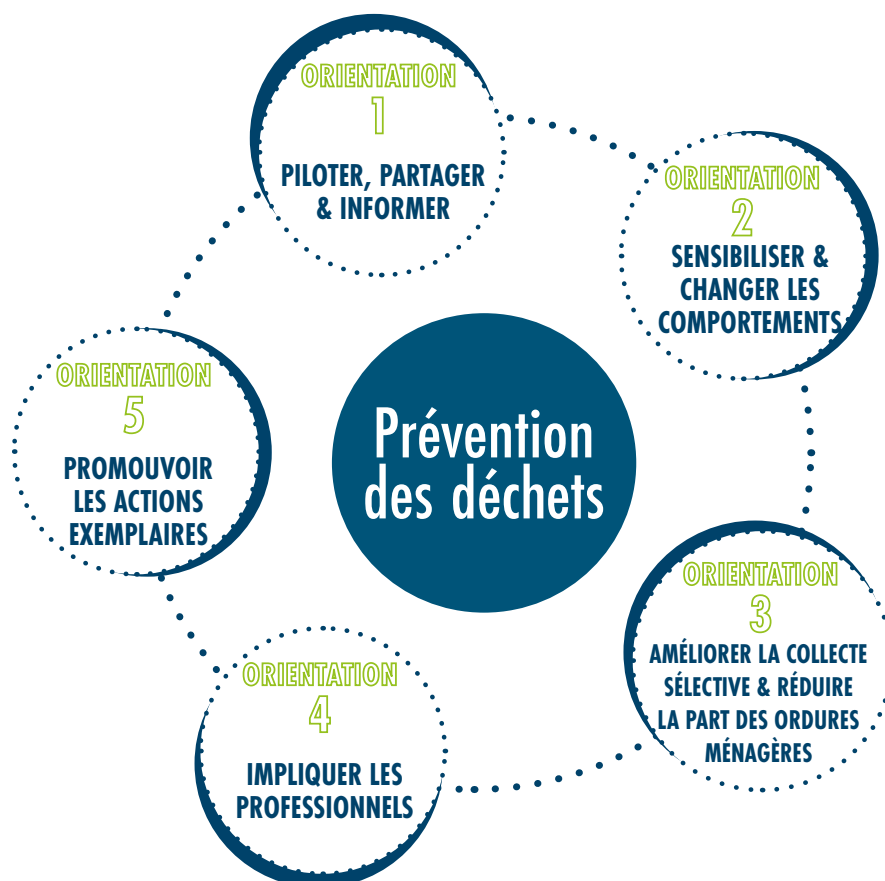 ORIENTATION
1
PILOTER, PARTAGER
& INFORMER
ORIENTATION
2
SENSIBILISER &
CHANGER LES
COMPORTEMENTS
ORIENTATION
3
AMÉLIORER LA COLLECTE
SÉLECTIVE & RÉDUIRE
LA PART DES ORDURES
MÉNAGÈRES
ORIENTATION
4
IMPLIQUER LES
PROFESSIONNELS
ORIENTATION
5
PROMOUVOIR
LES ACTIONS
EXEMPLAIRES
Prévention
des déchets